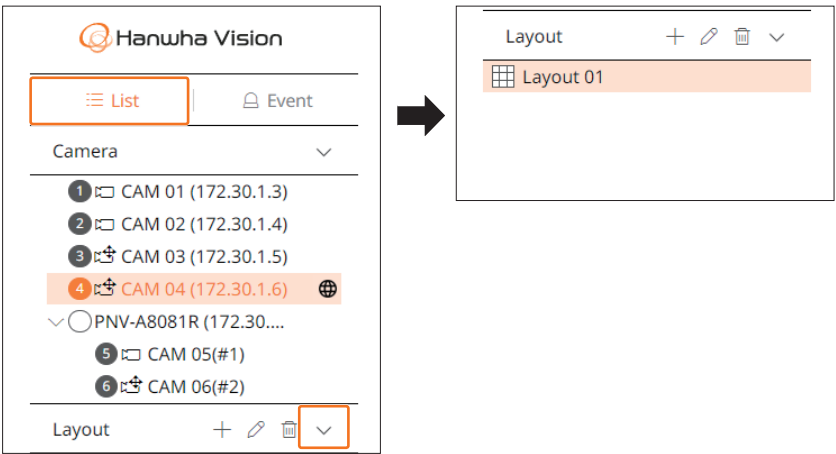 Hanwha Vision
List
Event
Camera
1 CAM 01 (172.30.1.3)
2 CAM 02 (172.30.1.4)
3 CAM 03 (172.30.1.5)
4 CAM 04 (172.30.1.6)
PNV-A8081R (172.30....
5 CAM 05(#1)
6 CAM 06(#2)
Layout
Layout
Layout 01